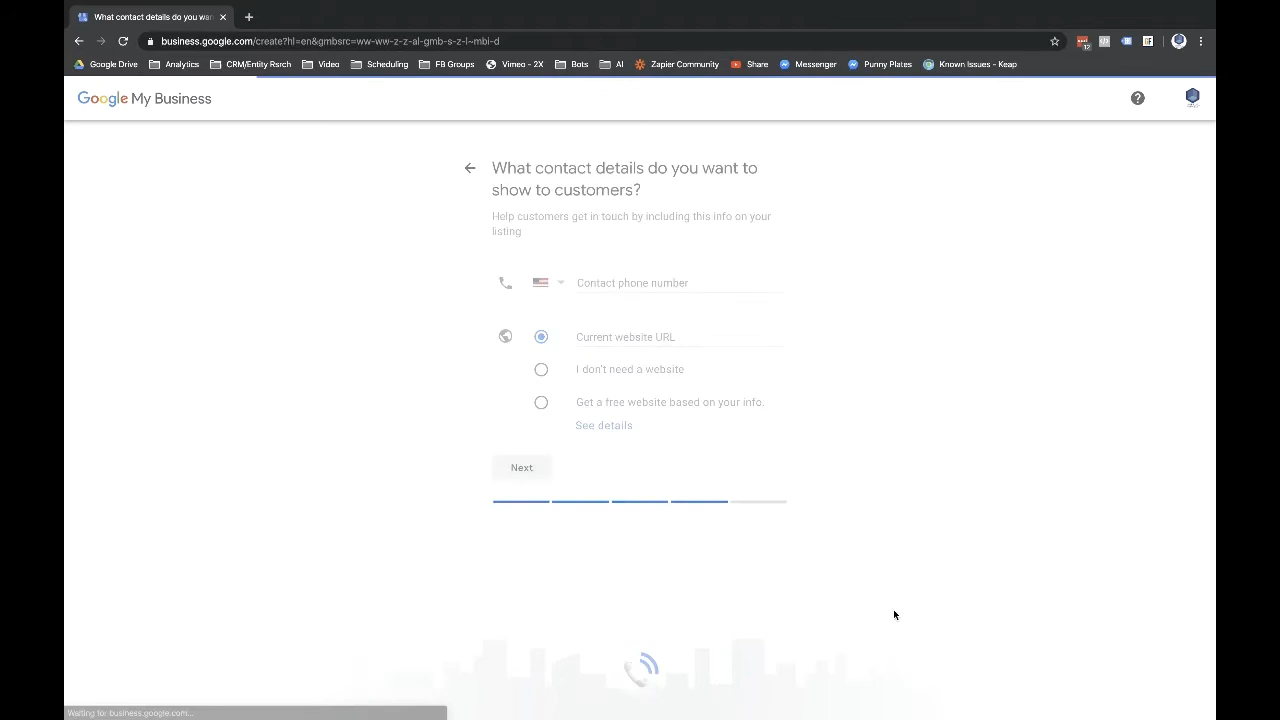 What contact details do you wan
business.google.com/create?hl=en&gmbsrc=ww-ww-z-z-al-gmb-s-z-l~mbi-d
12
Google Drive Analytics CRM/Entity Rsrch Video Scheduling FB Groups Vimeo - 2X Bots AI Zapier Community Share Messenger Punny Plates Known Issues - Keap
Google My Business
What contact details do you want to
show to customers?
Help customers get in touch by including this info on your
listing
Contact phone number
Current website URL
I don't need a website
Get a free website based on your info.
See details
Next
Waiting for business.google.com...